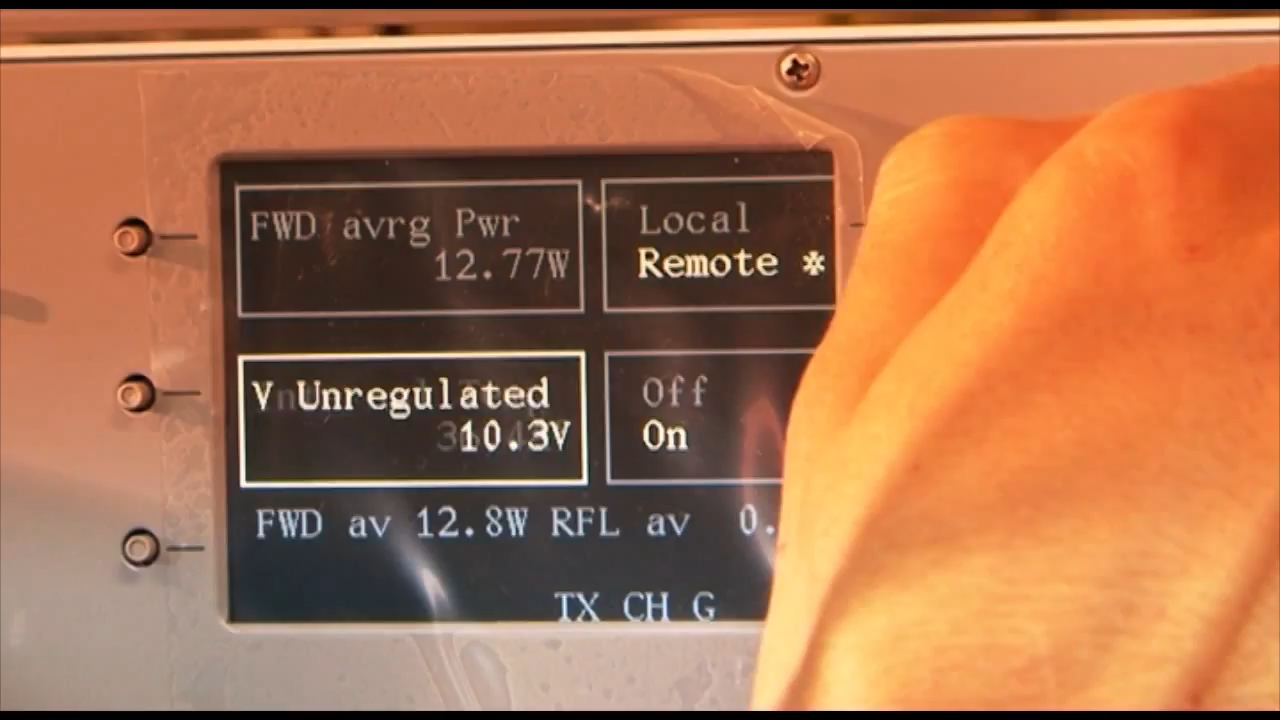 FWD avrg Pwr
12.77W
Local
Remote *
V Unregulated
10.3V
Off
On
FWD av 12.8W RFL av 0.
TX CH G